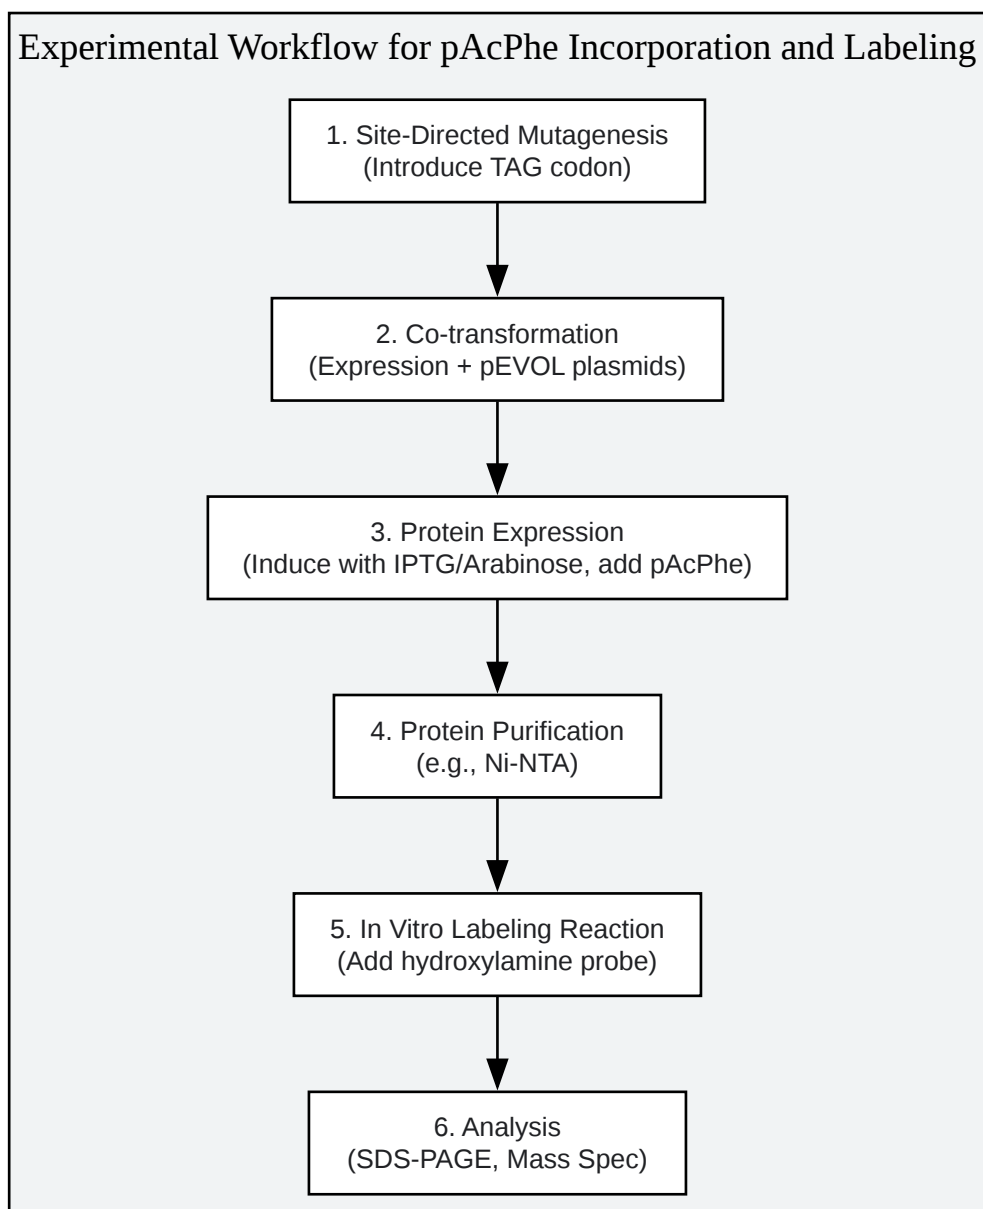 Experimental Workflow for pAcPhe Incorporation and Labeling
1. Site-Directed Mutagenesis
(Introduce TAG codon)
2. Co-transformation
(Expression + pEVOL plasmids)
3. Protein Expression
(Induce with IPTG/Arabinose, add pAcPhe)
4. Protein Purification
(e.g., Ni-NTA)
5. In Vitro Labeling Reaction
(Add hydroxylamine probe)
6. Analysis
(SDS-PAGE, Mass Spec)